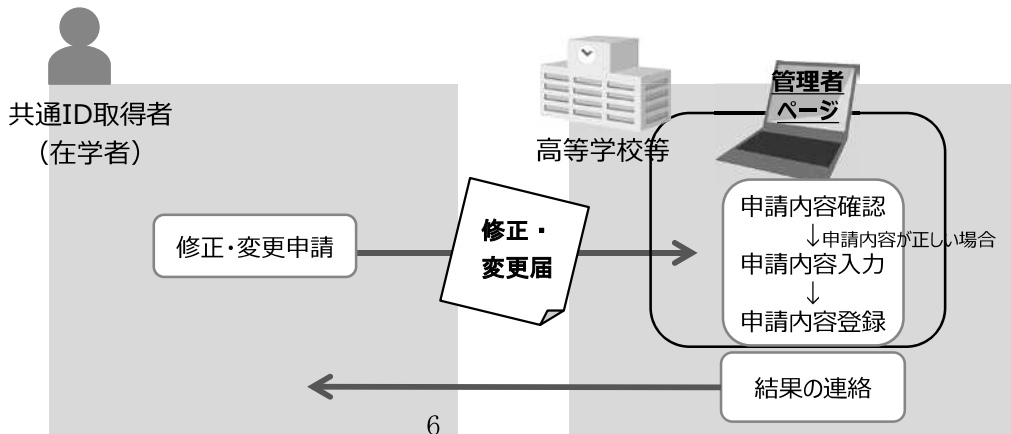 共通ID取得者
（在学者）
修正・変更申請
修正・
変更届
高等学校等
管理者
ページ
申請内容確認
↓申請内容が正しい場合
申請内容入力
↓
申請内容登録
結果の連絡
6